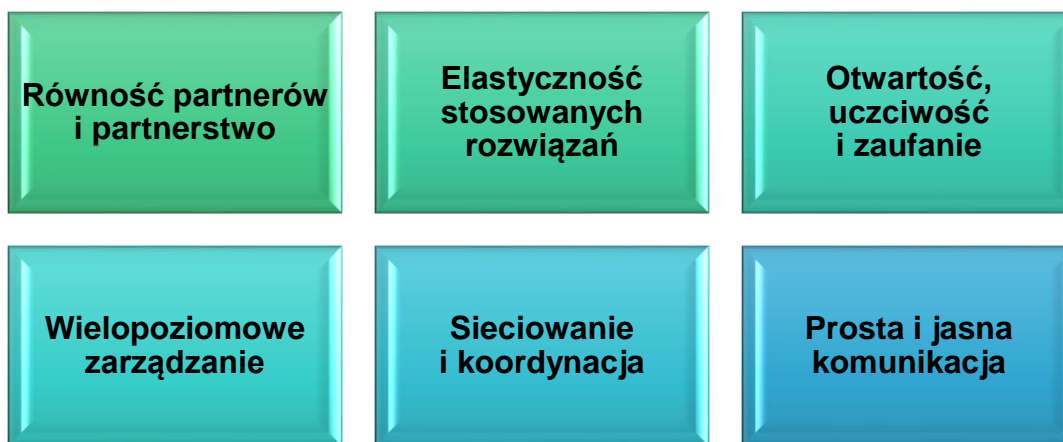 Równość partnerów
i partnerstwo
Elastyczność
stosowanych
rozwiązań
Otwartość,
uczciwość
i zaufanie
Wielopoziomowe
zarządzanie
Sieciowanie
i koordynacja
Prosta i jasna
komunikacja